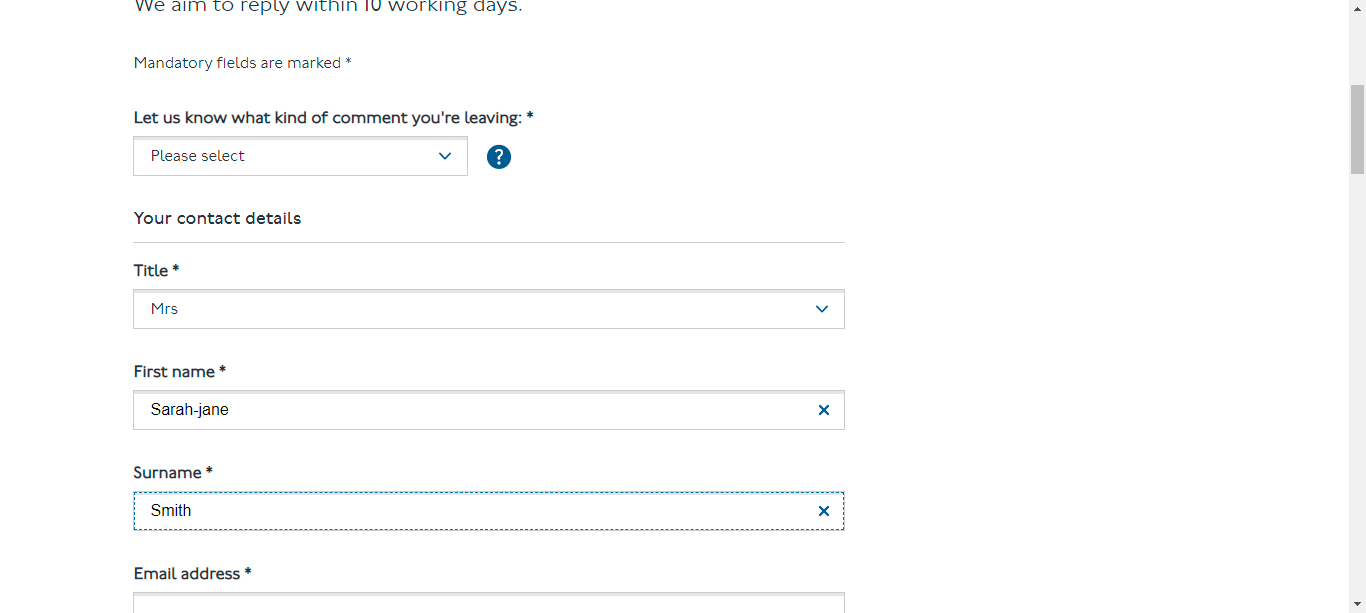 We aim to reply within 10 working days.
Mandatory fields are marked *
Let us know what kind of comment you're leaving: *
Please select
?
Your contact details
Title *
Mrs
First name *
Sarah-jane
Surname *
Smith
Email address *